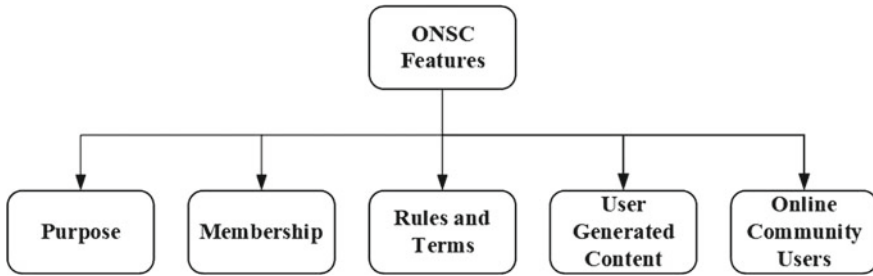 ONSC
Features
Purpose
Membership
Rules and
Terms
User
Generated
Content
Online
Community
Users